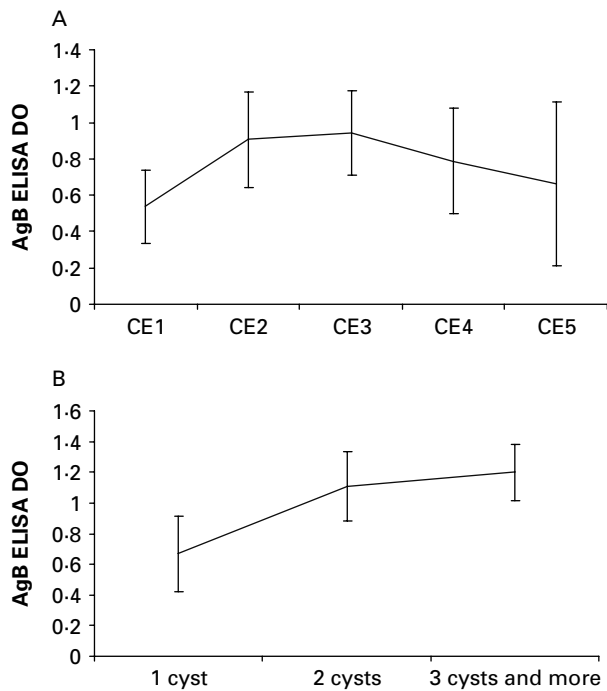 A
AgB ELISA DO
1·4
1·2
1
0·8
0·6
0·4
0·2
0
CE1 CE2 CE3 CE4 CE5
B
AgB ELISA DO
1·6
1·4
1·2
1
0·8
0·6
0·4
0·2
0
1 cyst 2 cysts 3 cysts and more